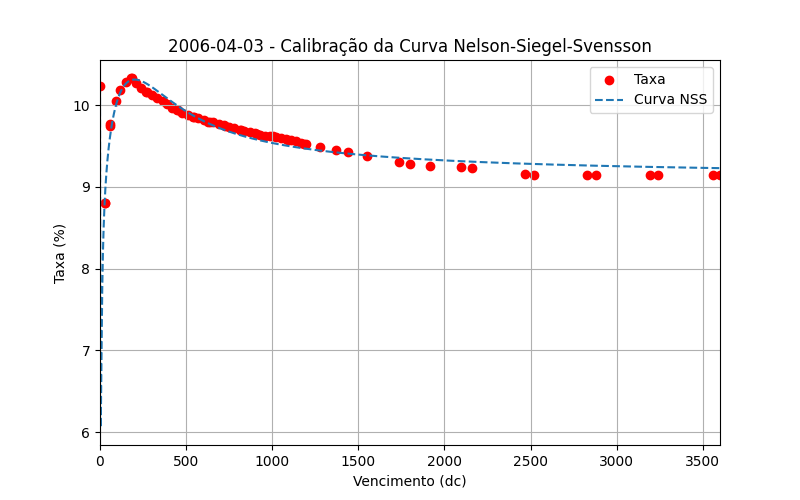 2006-04-03 - Calibração da Curva Nelson-Siegel-Svensson
Taxa
Curva NSS
Taxa (%)
10
9
8
7
6
0 500 1000 1500 2000 2500 3000 3500
Vencimento (dc)